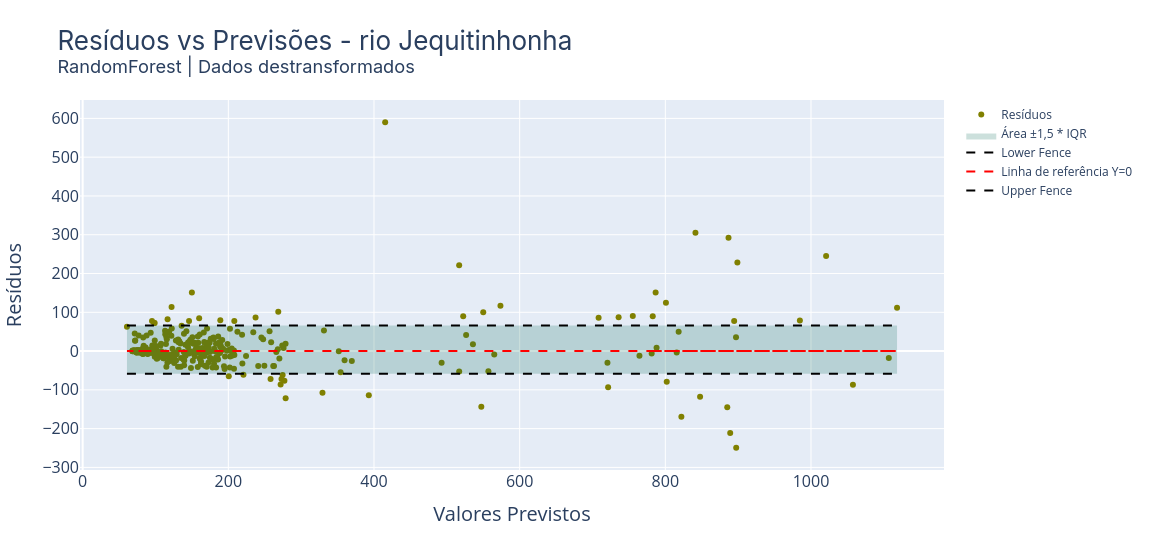 Resíduos vs Previsões - rio Jequitinhonha
RandomForest | Dados destransformados
Resíduos
600
500
400
300
200
100
0
−100
−200
−300
0
200
400
600
800
1000
Valores Previstos
Resíduos
Área ±1,5 * IQR
Lower Fence
Linha de referência Y=0
Upper Fence